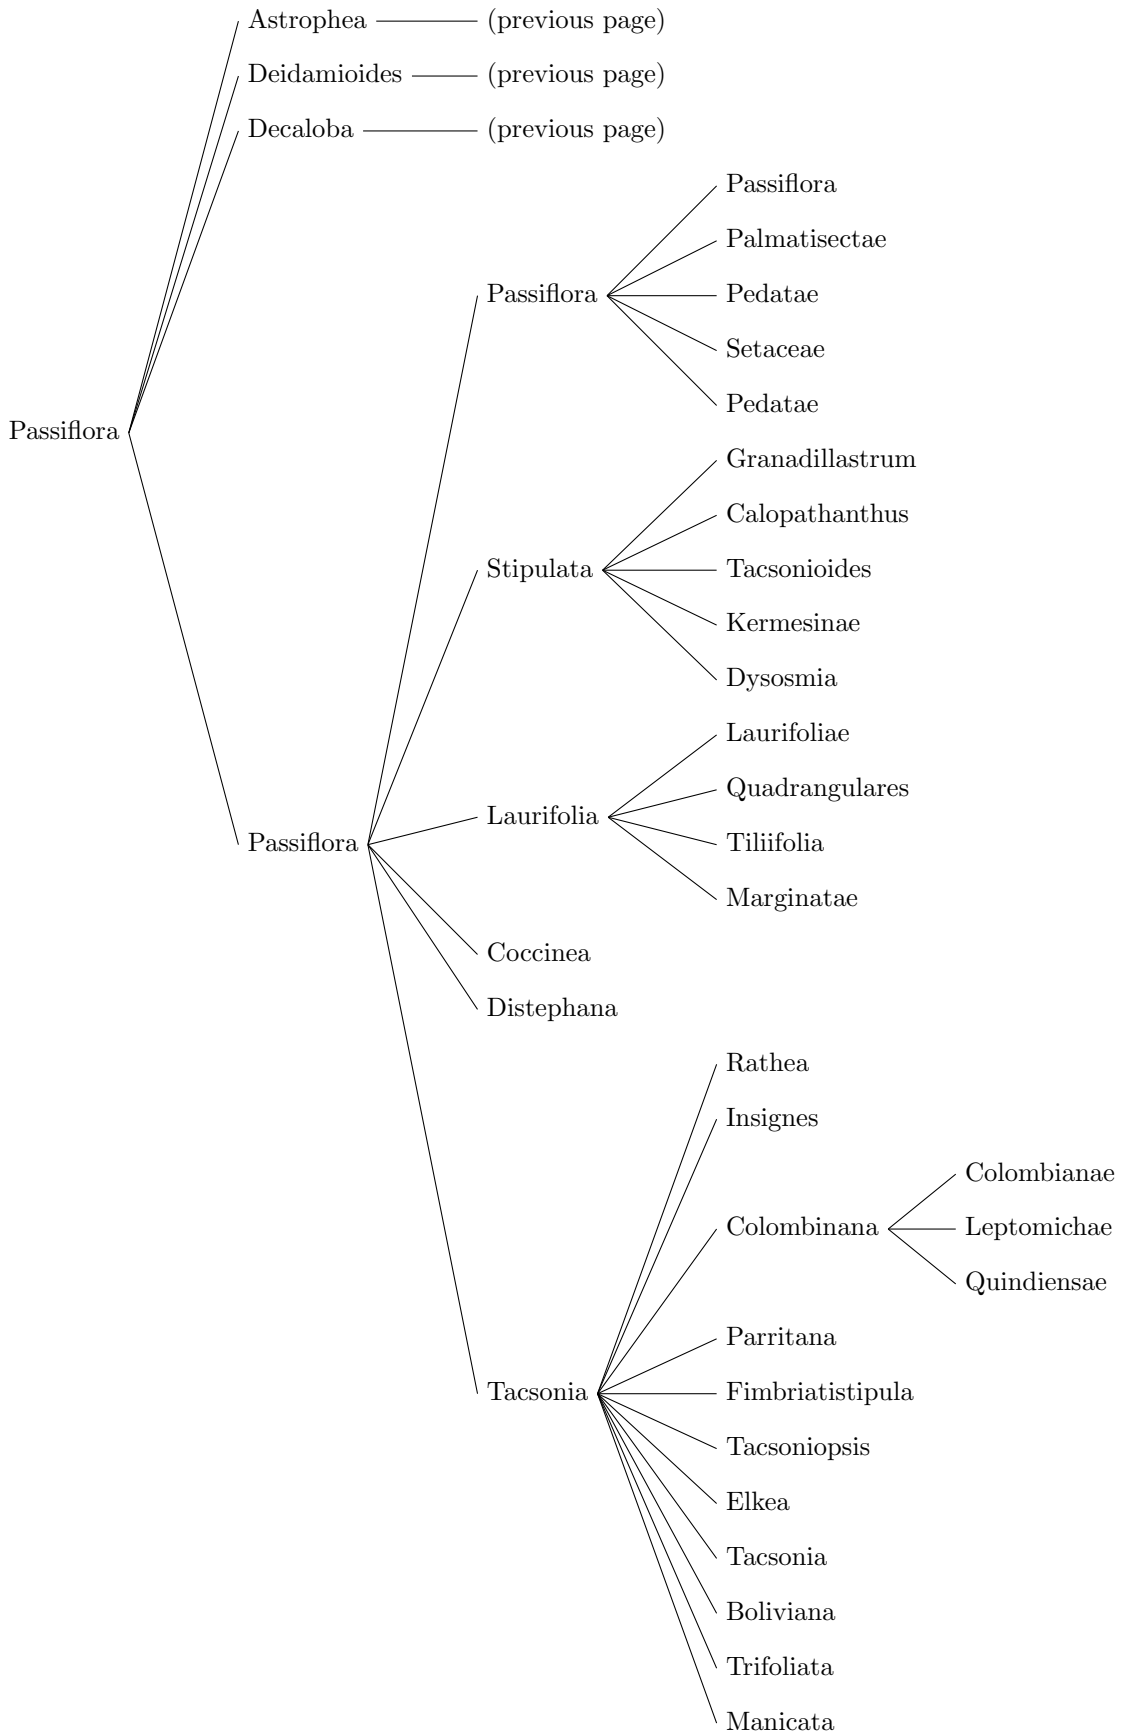 Astrophea (previous page)
Deidamioides (previous page)
Decaloba (previous page)
Passiflora
Palmatisectae
Passiflora Pedatae
Setaceae
Pedatae
Passiflora
Granadillastrum
Calopathanthus
Stipulata Tacsonioides
Kermesinae
Dysosmia
Laurifoliae
Quadrangulares
Laurifolia
Tiliifolia
Passiflora
Marginatae
Coccinea
Distephana
Rathea
Insignes
Colombianae
Colombinana Leptomichae
Quindiensae
Parritana
Tacsonia Fimbriatistipula
Tacsoniopsis
Elkea
Tacsonia
Boliviana
Trifoliata
Manicata